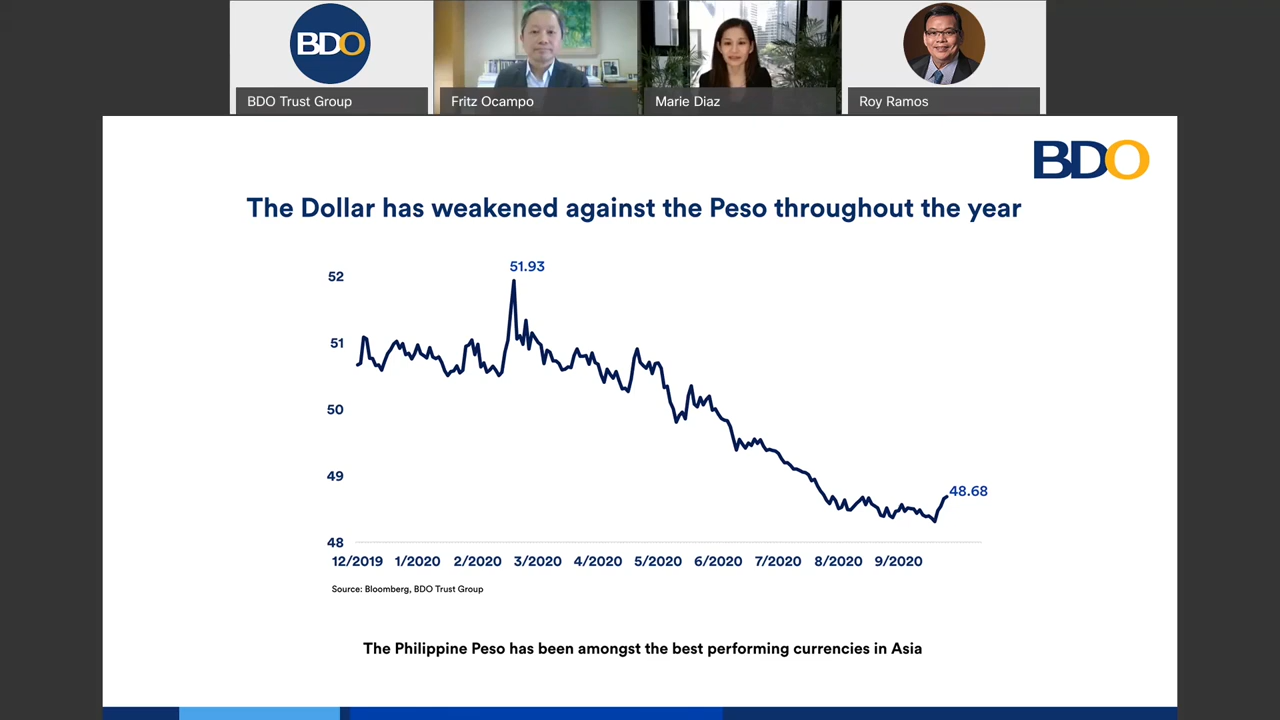 BDO
BDO Trust Group
Fritz Ocampo
Marie Diaz
Roy Ramos
BDO
The Dollar has weakened against the Peso throughout the year
51.93
52
51
50
49
48.68
48
12/2019 1/2020 2/2020 3/2020 4/2020 5/2020 6/2020 7/2020 8/2020 9/2020
Source: Bloomberg, BDO Trust Group
The Philippine Peso has been amongst the best performing currencies in Asia